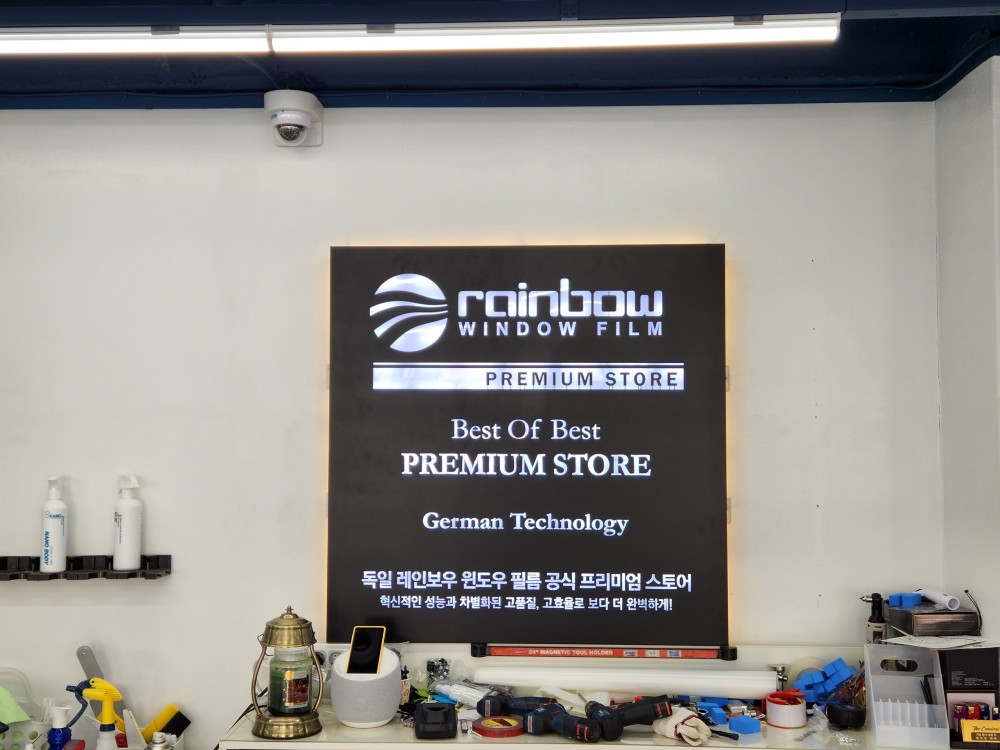 rainbow
WINDOW FILM
PREMIUM STORE
Best Of Best
PREMIUM STORE
German Technology
독일 레인보우 윈도우 필름 공식 프리미엄 스토어
혁신적인 성능과 차별화된 고품질, 고효율로 보다 더 완벽하게!
NANO BODY
24" MAGNETIC TOOL HOLDER